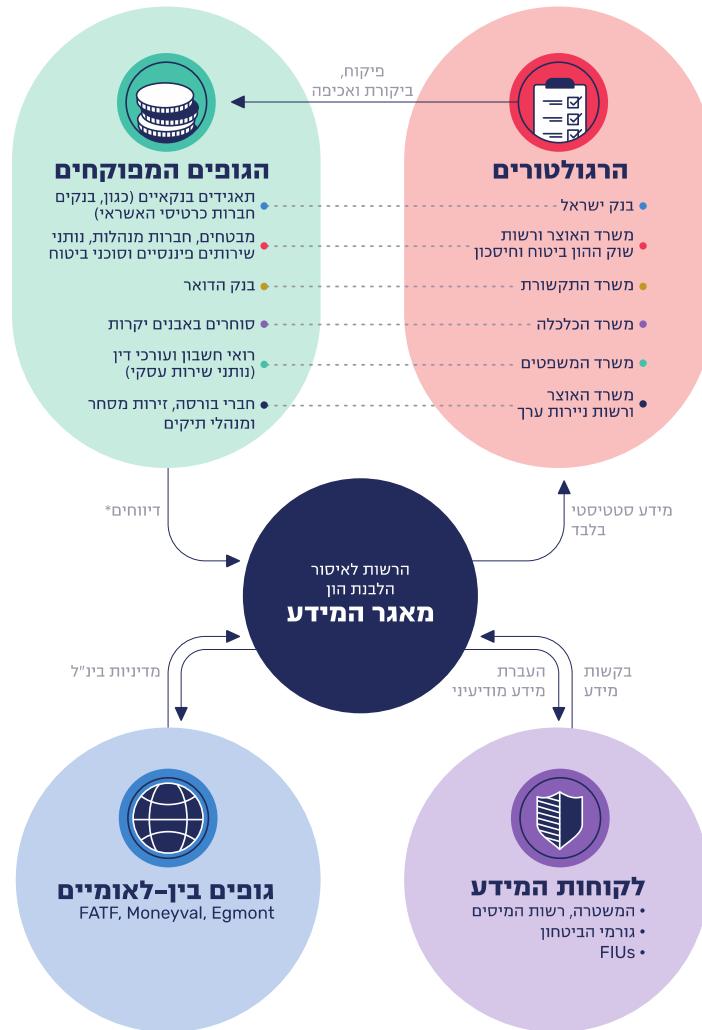 פיקוח,
ביקורת ואכיפה
הרגולטורים
בנק ישראל
משרד האוצר ורשות
שוק ההון ביטוח וחיסכון
משרד התקשורת
משרד הכלכלה
משרד המשפטים
משרד האוצר
ורשות ניירות ערך
הגופים המפוקחים
תאגידים בנקאיים (כגון, בנקים
חברות כרטיסי האשראי)
מבטחים, חברות מנהלות, נותני
שירותים פיננסיים וסוכני ביטוח
בנק הדואר
סוחרים באבנים יקרות
רואי חשבון ועורכי דין
(נותני שירות עסקי)
חברי בורסה, זירות מסחר
ומנהלי תיקים
מידע סטטיסטי
בלבד
דיווחים*
הרשות לאיסור
הלבנת הון
מאגר המידע
בקשות
מידע
העברת
מידע מודיעיני
מדיניות בינ"ל
לקוחות המידע
• המשטרה, רשות המיסים
• גורמי הביטחון
• FIUs
גופים בין-לאומיים
FATF, Moneyval, Egmont